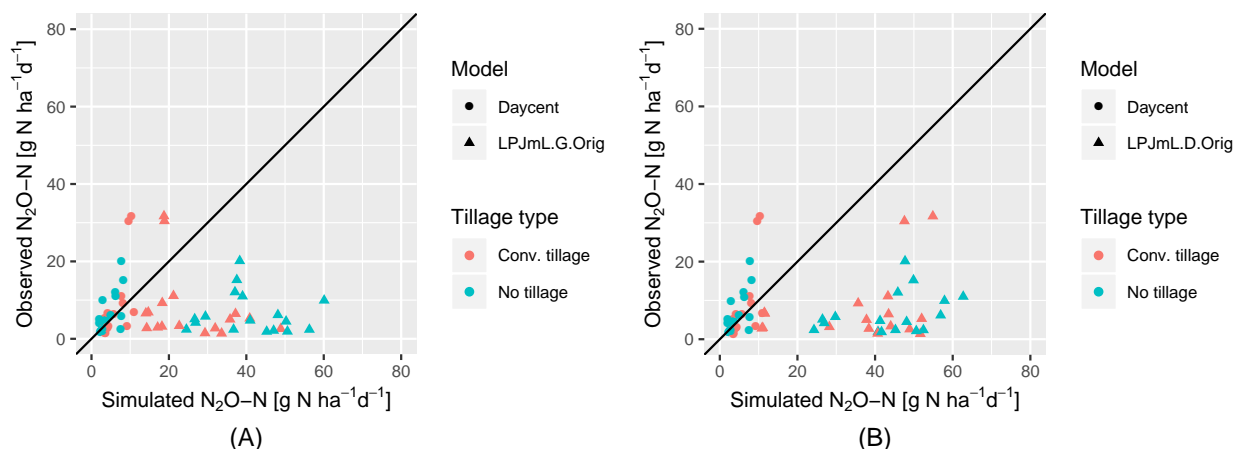 80
60
40
20
0
0 20 40 60 80
Observed N₂O−N [g N ha⁻¹d⁻¹]
Simulated N₂O−N [g N ha⁻¹d⁻¹]
Model
Daycent
LPJmL.G.Orig
Tillage type
Conv. tillage
No tillage
(A)
80
60
40
20
0
0 20 40 60 80
Observed N₂O−N [g N ha⁻¹d⁻¹]
Simulated N₂O−N [g N ha⁻¹d⁻¹]
Model
Daycent
LPJmL.D.Orig
Tillage type
Conv. tillage
No tillage
(B)